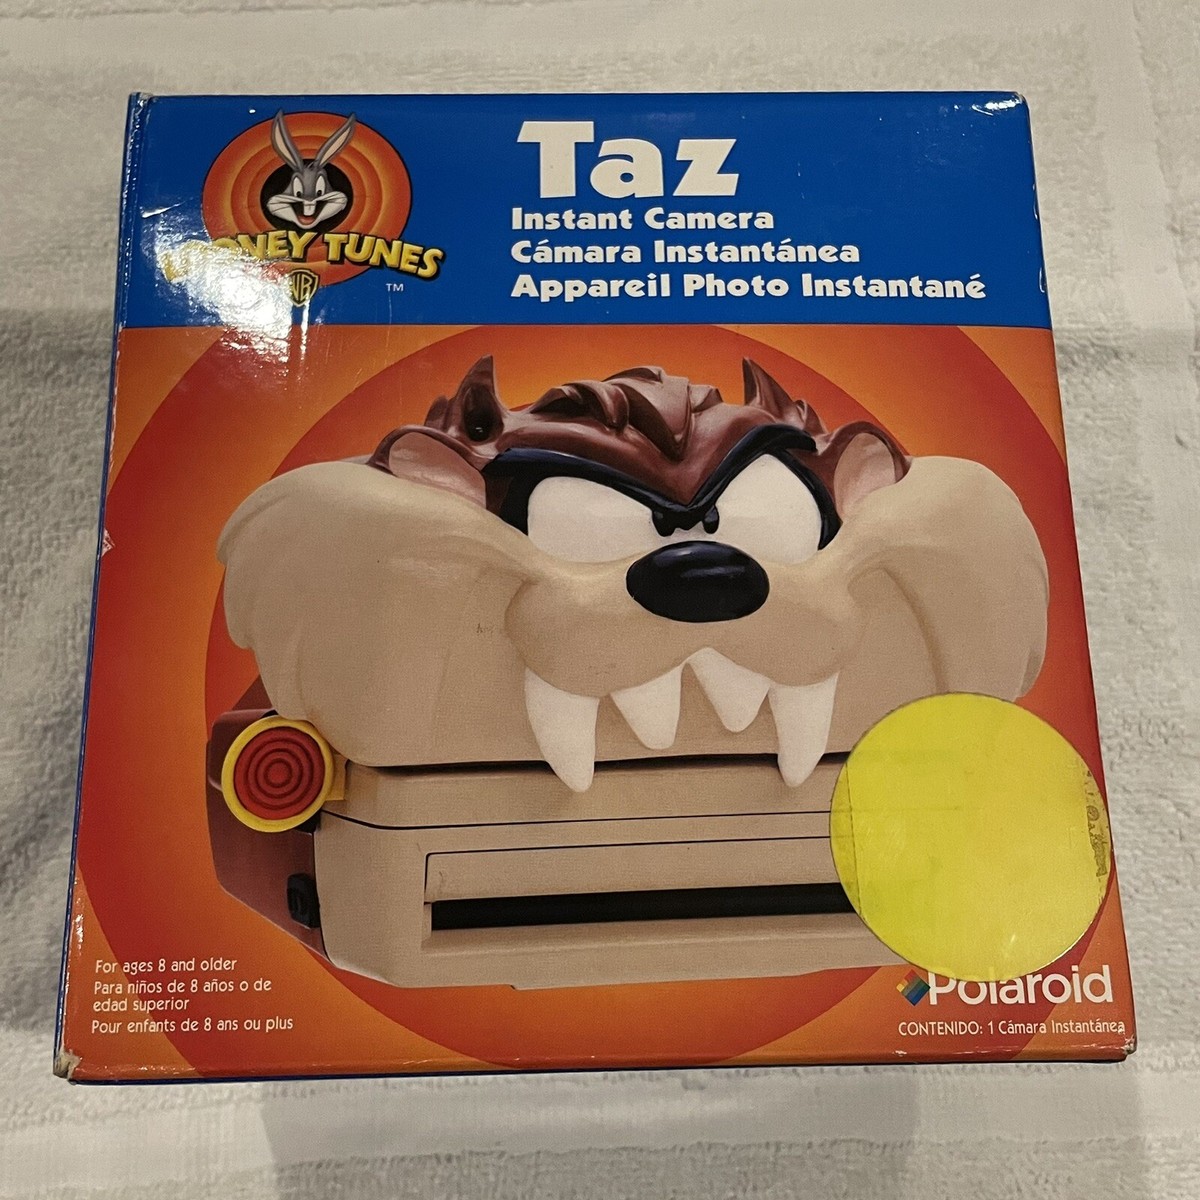 LOONEY TUNES
WB
TM
Taz
Instant Camera
Cámara Instantánea
Appareil Photo Instantané
For ages 8 and older
Para niños de 8 años o de
edad superior
Pour enfants de 8 ans ou plus
Polaroid
CONTENIDO: 1 Cámara Instantánea